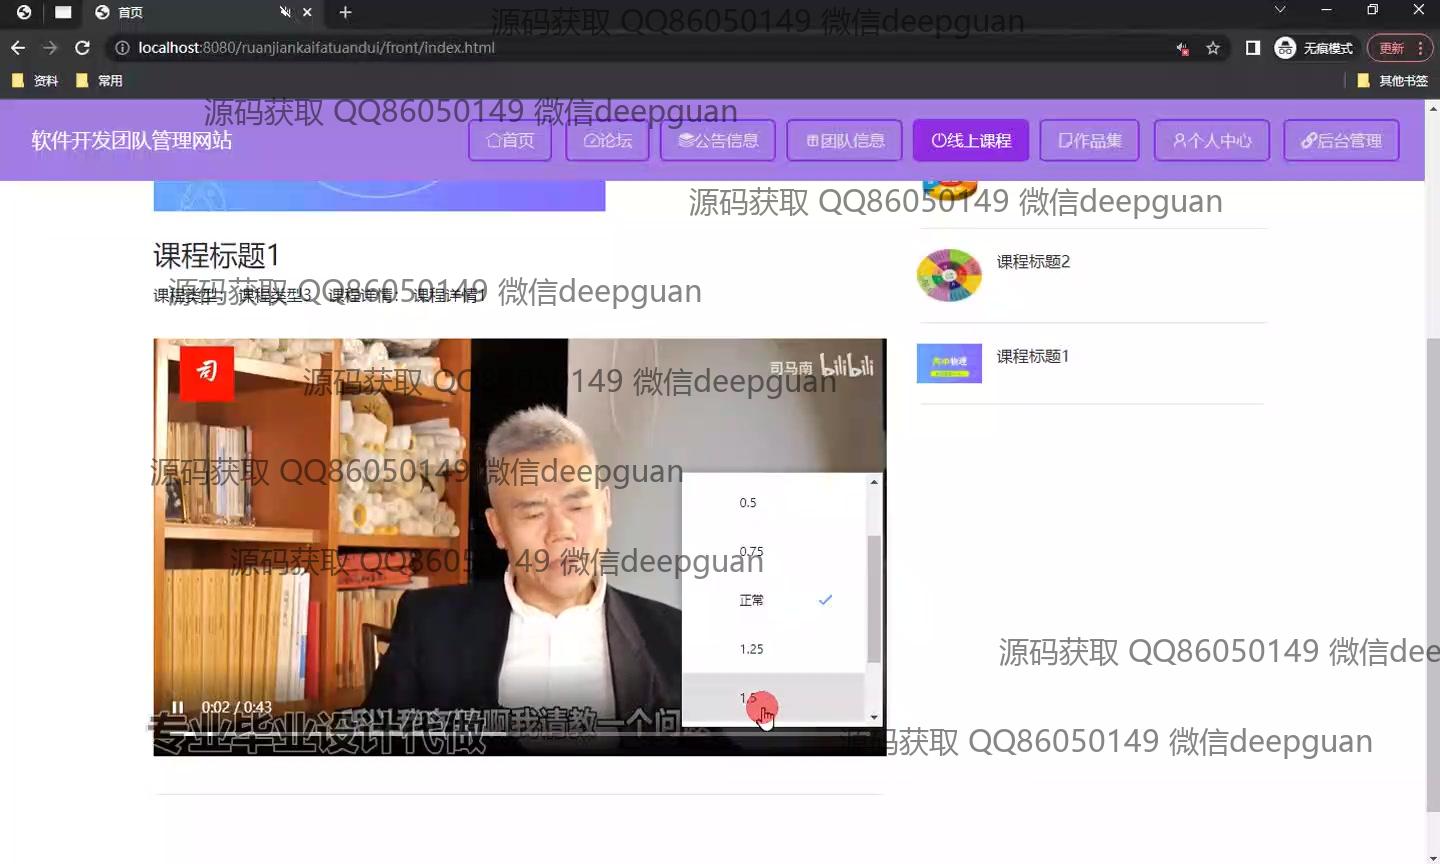 首页
源码获取 QQ86050149 微信deepguan
localhost:8080/ruanjiankaifatuandui/front/index.html
无痕模式
更新
资料
常用
其他书签
源码获取 QQ86050149 微信deepguan
软件开发团队管理网站
首页
论坛
公告信息
团队信息
线上课程
作品集
个人中心
后台管理
源码获取 QQ86050149 微信deepguan
课程标题1
课程标题2
课程类型: 课程类型3 课程详情: 课程详情1
源码获取 QQ86050149 微信deepguan
课程标题1
司
司马南 bilibili
源码获取 QQ86050149 微信deepguan
源码获取 QQ86050149 微信deepguan
0.5
0.75
源码获取 QQ86050149 微信deepguan
正常
1.25
源码获取 QQ86050149 微信dee
1.5
0:02 / 0:43
专业毕业设计代做
啊我请教一个问题
源码获取 QQ86050149 微信deepguan